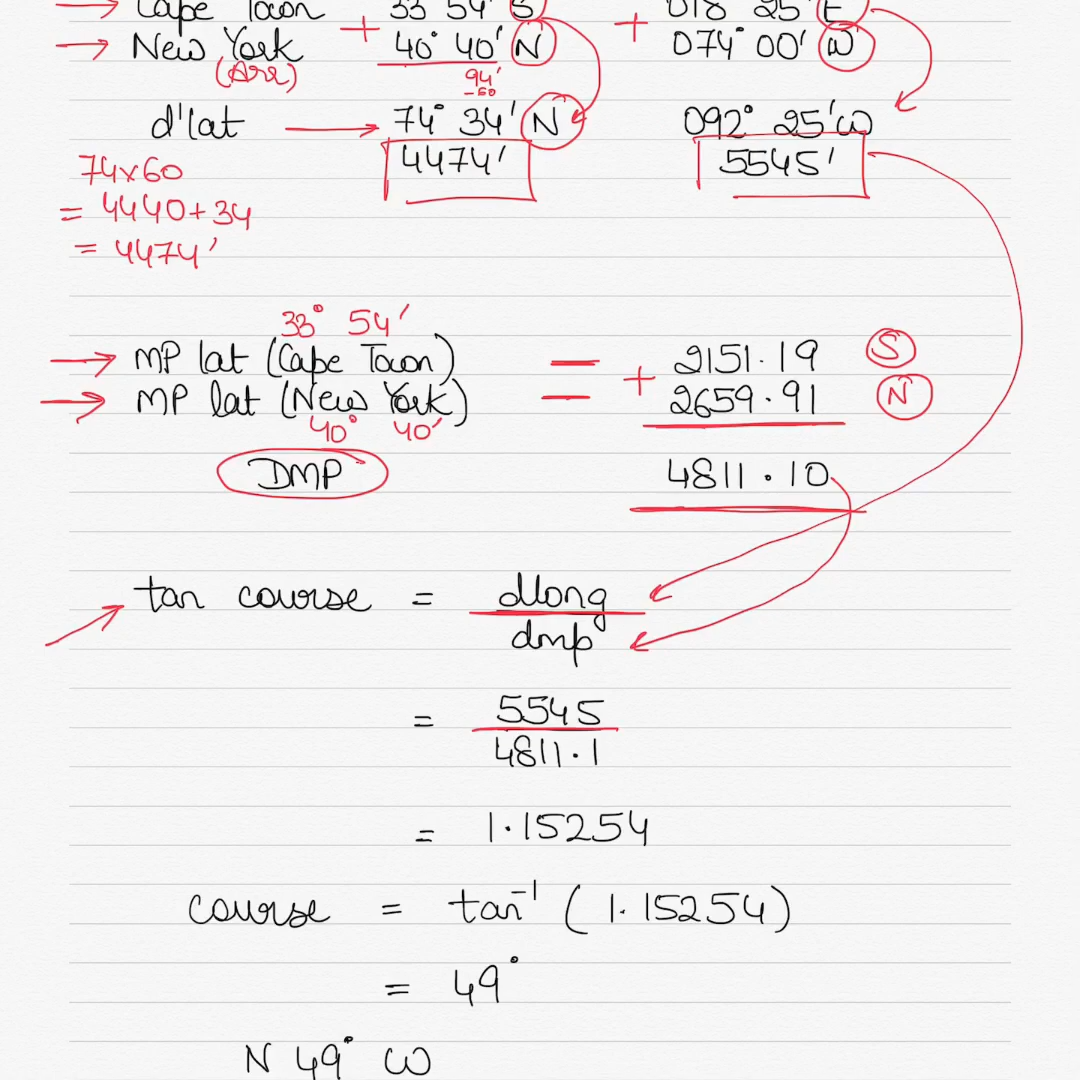 Cape Town 33° 54' S 018° 25' E
→ New York + 40° 40' N + 074° 00' W
(Arr) 94'
-60
d'lat → 74° 34' N 092° 25' W
4474' 5545'
74x60
= 4440+34
= 4474'
33° 54'
→ MP lat (Cape Town) = 2151.19 S
→ MP lat (New York) = + 2659.91 N
40° 40'
DMP 4811.10
tan course = dlong
dmp
= 5545
4811.1
= 1.15254
course = tan⁻¹ (1.15254)
= 49°
N 49° W